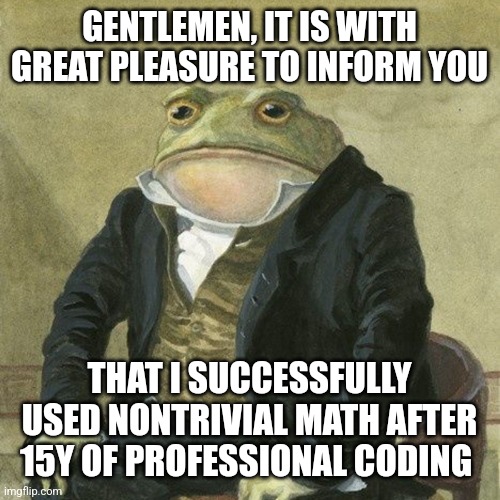 GENTLEMEN, IT IS WITH
GREAT PLEASURE TO INFORM YOU
THAT I SUCCESSFULLY
USED NONTRIVIAL MATH AFTER
15Y OF PROFESSIONAL CODING
imgflip.com